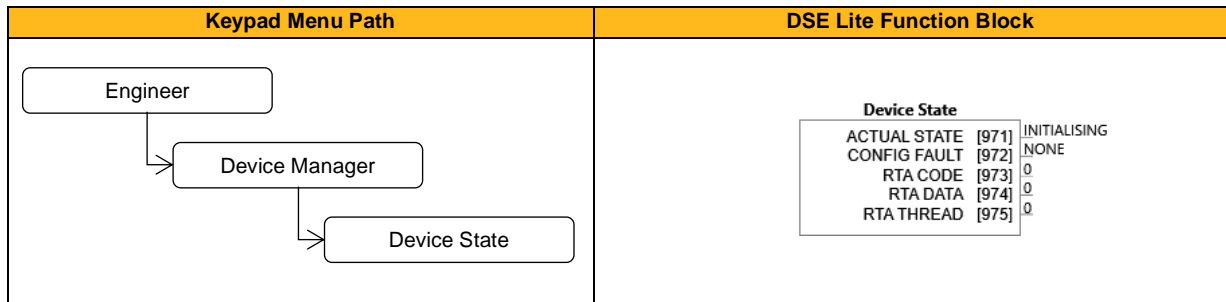 Keypad Menu Path
DSE Lite Function Block
Engineer
Device Manager
Device State
Device State
ACTUAL STATE [971] INITIALISING
CONFIG FAULT [972] NONE
RTA CODE [973] 0
RTA DATA [974] 0
RTA THREAD [975] 0